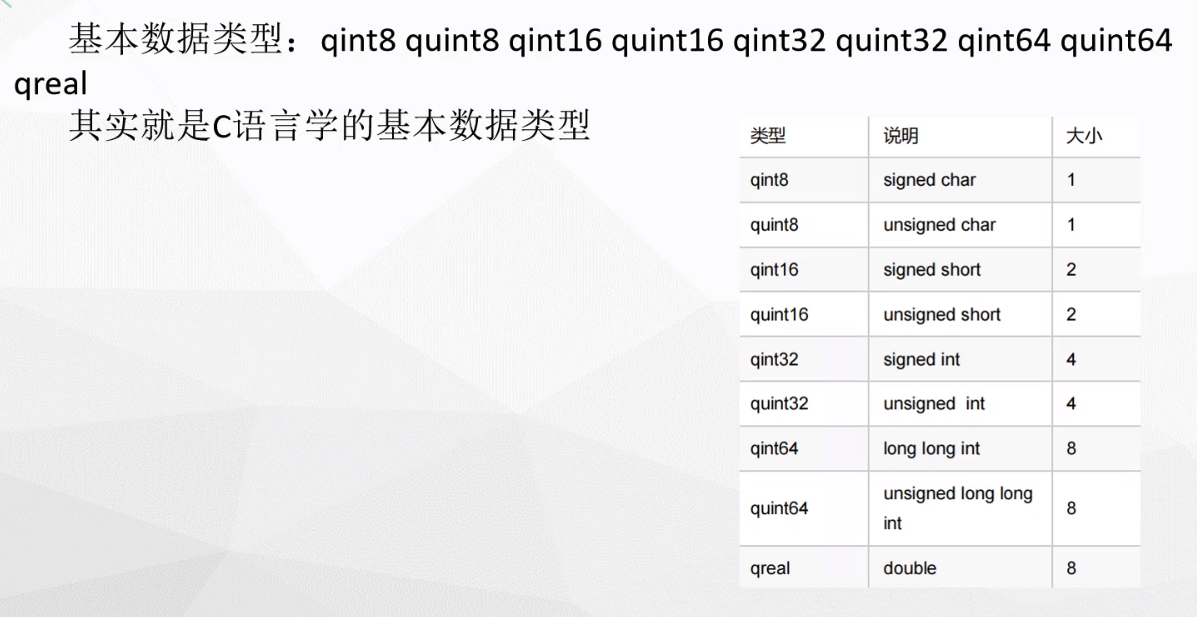 基本数据类型：qint8 quint8 qint16 quint16 qint32 quint32 qint64 quint64
qreal
其实就是C语言学的基本数据类型
类型 说明 大小
qint8 signed char 1
quint8 unsigned char 1
qint16 signed short 2
quint16 unsigned short 2
qint32 signed int 4
quint32 unsigned int 4
qint64 long long int 8
quint64 unsigned long long 8
int
qreal double 8